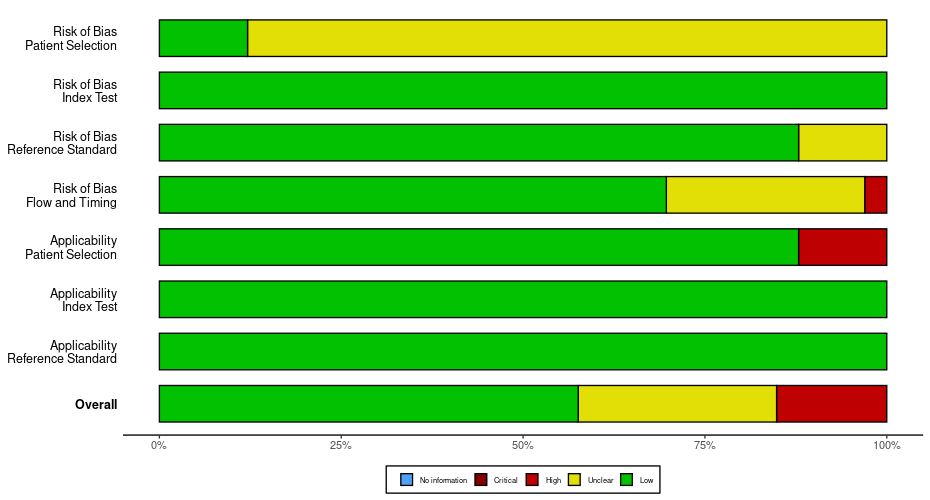 Risk of Bias
Patient Selection
Risk of Bias
Index Test
Risk of Bias
Reference Standard
Risk of Bias
Flow and Timing
Applicability
Patient Selection
Applicability
Index Test
Applicability
Reference Standard
Overall
0% 25% 50% 75% 100%
No information Critical High Unclear Low